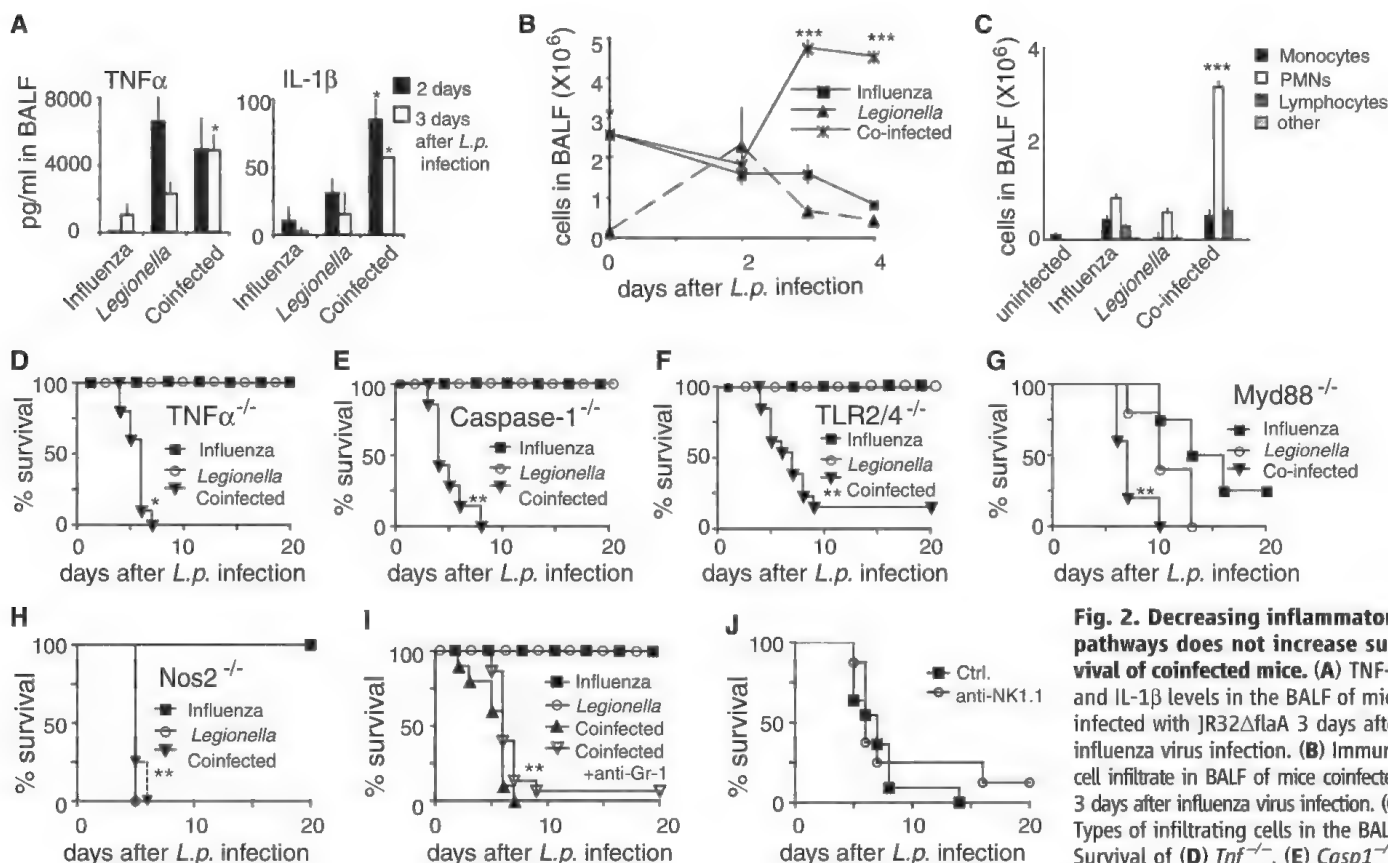 A
pg/ml in BALF
8000
4000
0
TNFα
Influenza
Legionella
Coinfected
IL-1β
100
50
0
Influenza
Legionella
Coinfected
*
*
*
2 days
3 days
after L.p.
infection
B
cells in BALF (X10⁶)
5
4
3
2
1
0
0 2 4
days after L.p. infection
*** ***
Influenza
Legionella
Co-infected
C
cells in BALF (X10⁶)
4
2
0
***
uninfected
Influenza
Legionella
Co-infected
Monocytes
PMNs
Lymphocytes
other
D
% survival
100
50
0
TNFα-/-
Influenza
Legionella
Coinfected
*
0 10 20
days after L.p. infection
E
% survival
100
50
0
Caspase-1-/-
Influenza
Legionella
Coinfected
**
0 10 20
days after L.p. infection
F
% survival
100
50
0
TLR2/4-/-
Influenza
Legionella
** Coinfected
0 10 20
days after L.p. infection
G
% survival
100
50
0
Myd88 -/-
Influenza
Legionella
Co-infected
**
0 10 20
days after L.p. infection
H
% survival
100
50
0
Nos2 -/-
Influenza
Legionella
Coinfected
**
0 10 20
days after L.p. infection
I
% survival
100
50
0
Influenza
Legionella
Coinfected
Coinfected
+anti-Gr-1
**
0 10 20
days after L.p. infection
J
% survival
100
50
0
Ctrl.
anti-NK1.1
0 10 20
days after L.p. infection
Fig. 2. Decreasing inflammator
pathways does not increase sur
vival of coinfected mice. (A) TNF-
and IL-1β levels in the BALF of mic
infected with JR32ΔflaA 3 days afte
influenza virus infection. (B) Immun
cell infiltrate in BALF of mice coinfecte
3 days after influenza virus infection. (
Types of infiltrating cells in the BAL
Survival of (D) Tnf−/−, (E) Casp1−/